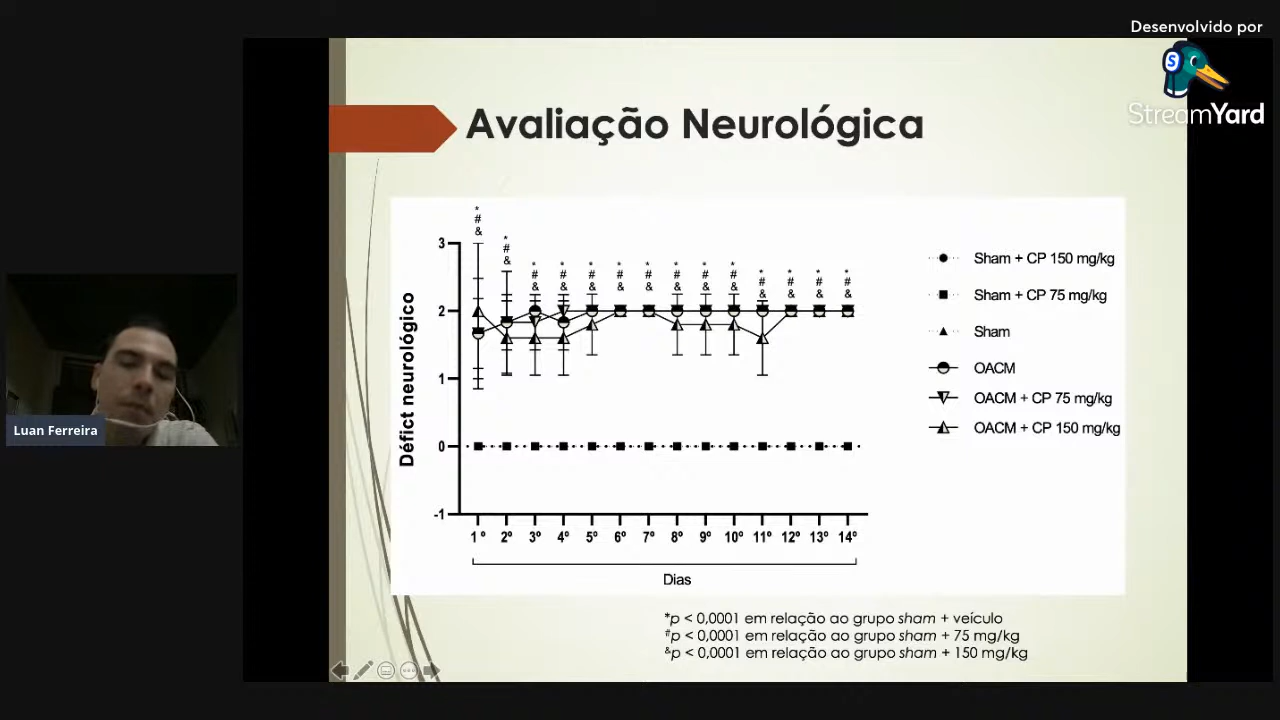 Desenvolvido por
StreamYard
Avaliação Neurológica
*
#
&
*
#
&
*
#
&
*
#
&
*
#
&
*
#
&
*
#
&
*
#
&
*
#
&
*
#
&
*
#
&
*
#
&
*
#
&
*
#
&
3
2
1
0
-1
Défict neurológico
1º 2º 3º 4º 5º 6º 7º 8º 9º 10º 11º 12º 13º 14º
Dias
Sham + CP 150 mg/kg
Sham + CP 75 mg/kg
Sham
OACM
OACM + CP 75 mg/kg
OACM + CP 150 mg/kg
*p < 0,0001 em relação ao grupo sham + veículo
#p < 0,0001 em relação ao grupo sham + 75 mg/kg
&p < 0,0001 em relação ao grupo sham + 150 mg/kg
Luan Ferreira